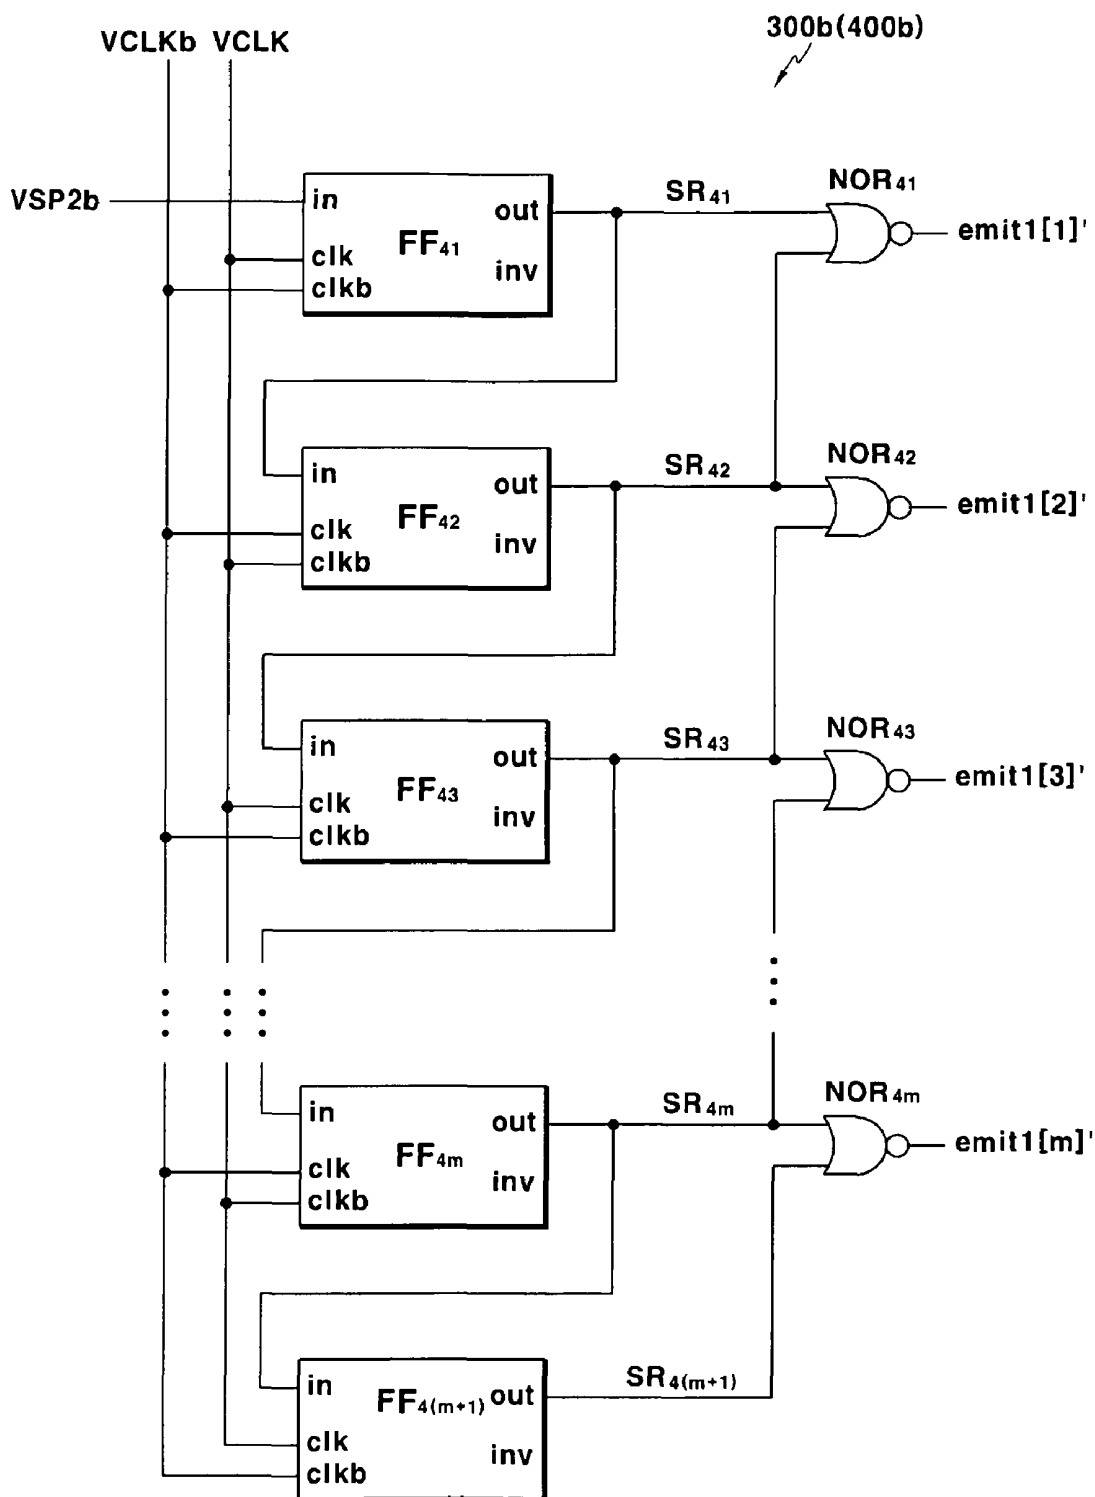 300b(400b)
VCLKb VCLK
VSP2b
in
out
FF41
clk
inv
clkb
SR41
NOR41
emit1[1]'
in
out
FF42
clk
inv
clkb
SR42
NOR42
emit1[2]'
in
out
FF43
clk
inv
clkb
SR43
NOR43
emit1[3]'
in
out
FF4m
clk
inv
clkb
SR4m
NOR4m
emit1[m]'
in
FF4(m+1)
out
clk
inv
clkb
SR4(m+1)